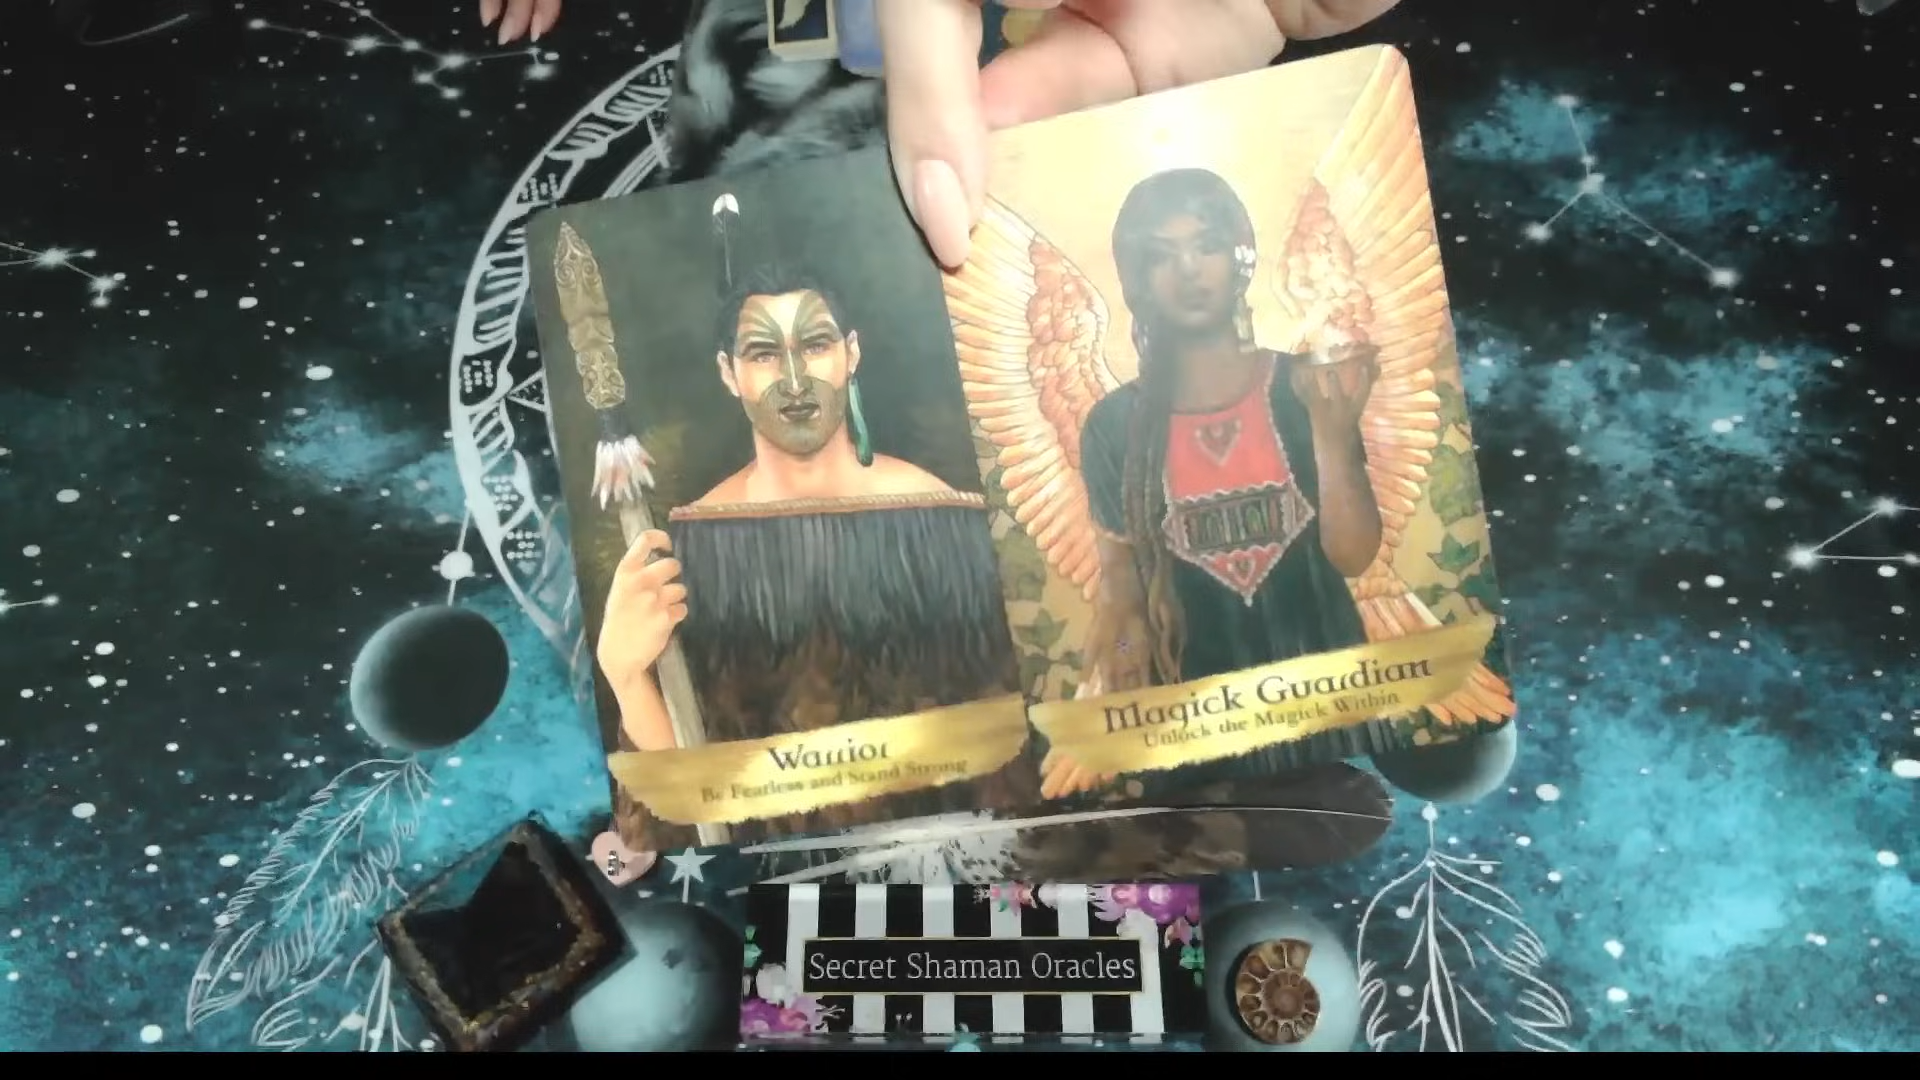 Warrior
Be Fearless and Stand Strong
Magick Guardian
Unlock the Magick Within
Secret Shaman Oracles